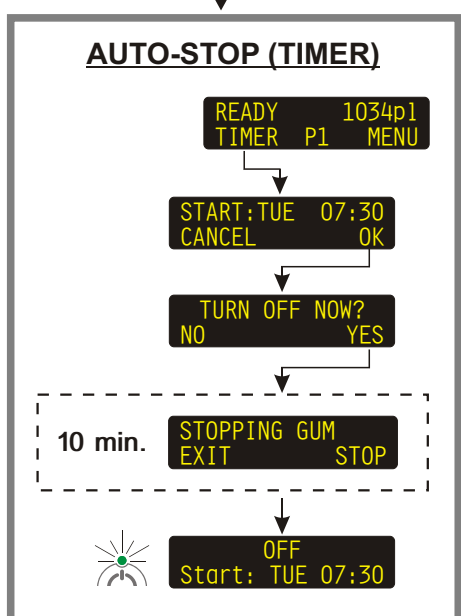 AUTO-STOP (TIMER)
READY 1034pl
TIMER P1 MENU
START:TUE 07:30
CANCEL OK
TURN OFF NOW?
NO YES
10 min.
STOPPING GUM
EXIT STOP
OFF
Start: TUE 07:30